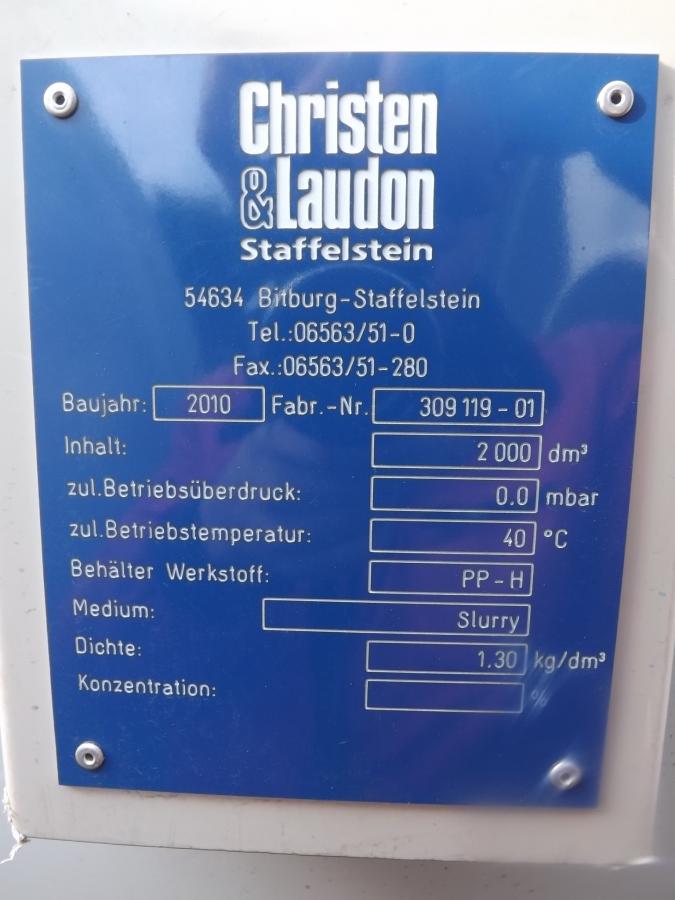 Christen
& Laudon
Staffelstein
54634 Bitburg-Staffelstein
Tel.:06563/51-0
Fax.:06563/51-280
Baujahr: 2010 Fabr.-Nr. 309 119 - 01
Inhalt: 2 000 dm³
zul.Betriebsüberdruck: 0.0 mbar
zul.Betriebstemperatur: 40 °C
Behälter Werkstoff: PP - H
Medium: Slurry
Dichte: 1.30 kg/dm³
Konzentration: %